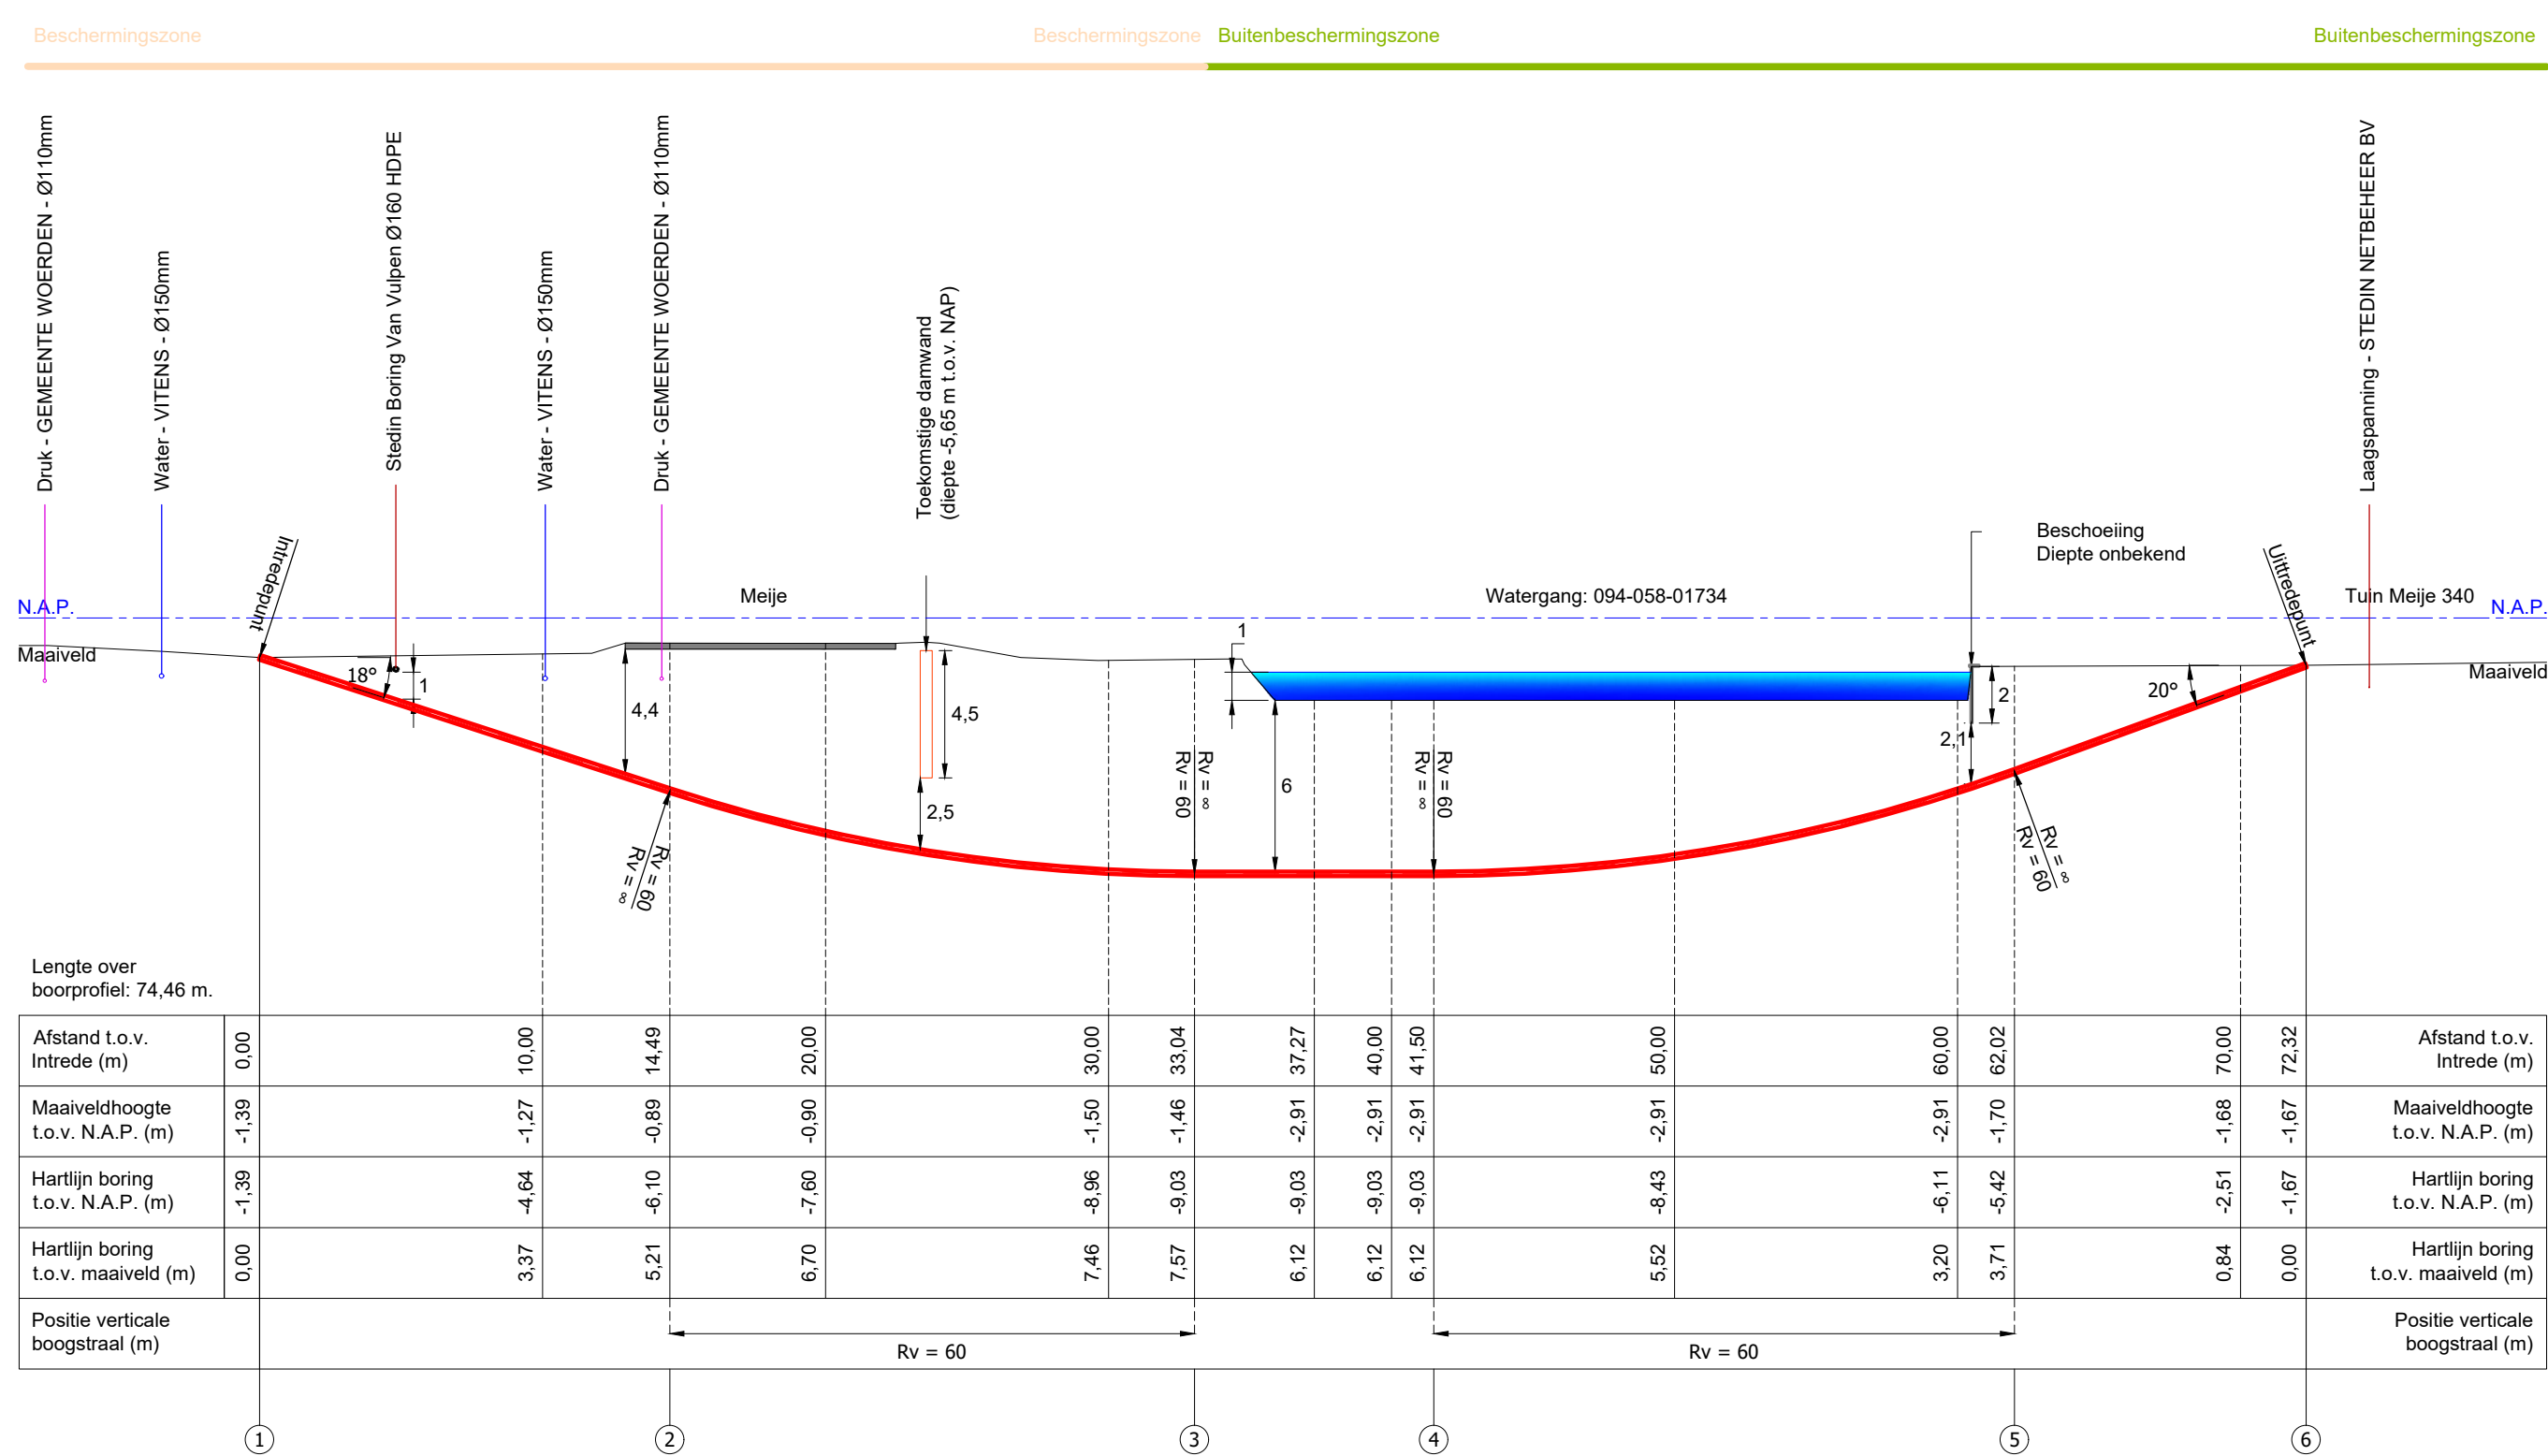 Beschermingszone
Beschermingszone
Buitenbeschermingszone
Buitenbeschermingszone
Druk - GEMEENTE WOERDEN - Ø110mm
Water - VITENS - Ø150mm
Stedin Boring Van Vulpen Ø160 HDPE
Water - VITENS - Ø150mm
Druk - GEMEENTE WOERDEN - Ø110mm
Toekomstige damwand
(diepte -5,65 m t.o.v. NAP)
Laagspanning - STEDIN NETBEHEER BV
Beschoeiing
Diepte onbekend
Intredepunt
Uittredepunt
N.A.P.
Meije
Watergang: 094-058-01734
Tuin Meije 340
N.A.P.
Maaiveld
Maaiveld
18°
1
4,4
4,5
2,5
1
6
2
2,1
20°
Rv = ∞
Rv = 60
Rv = 60
Rv = ∞
Rv = ∞
Rv = 60
Rv = ∞
Rv = 60
Lengte over
boorprofiel: 74,46 m.
Afstand t.o.v.
Intrede (m)
0,00 10,00 14,49 20,00 30,00 33,04 37,27 40,00 41,50 50,00 60,00 62,02 70,00 72,32
Afstand t.o.v.
Intrede (m)
Maaiveldhoogte
t.o.v. N.A.P. (m)
-1,39 -1,27 -0,89 -0,90 -1,50 -1,46 -2,91 -2,91 -2,91 -2,91 -2,91 -1,70 -1,68 -1,67
Maaiveldhoogte
t.o.v. N.A.P. (m)
Hartlijn boring
t.o.v. N.A.P. (m)
-1,39 -4,64 -6,10 -7,60 -8,96 -9,03 -9,03 -9,03 -9,03 -8,43 -6,11 -5,42 -2,51 -1,67
Hartlijn boring
t.o.v. N.A.P. (m)
Hartlijn boring
t.o.v. maaiveld (m)
0,00 3,37 5,21 6,70 7,46 7,57 6,12 6,12 6,12 5,52 3,20 3,71 0,84 0,00
Hartlijn boring
t.o.v. maaiveld (m)
Positie verticale
boogstraal (m)
Rv = 60
Rv = 60
Positie verticale
boogstraal (m)
1 2 3 4 5 6